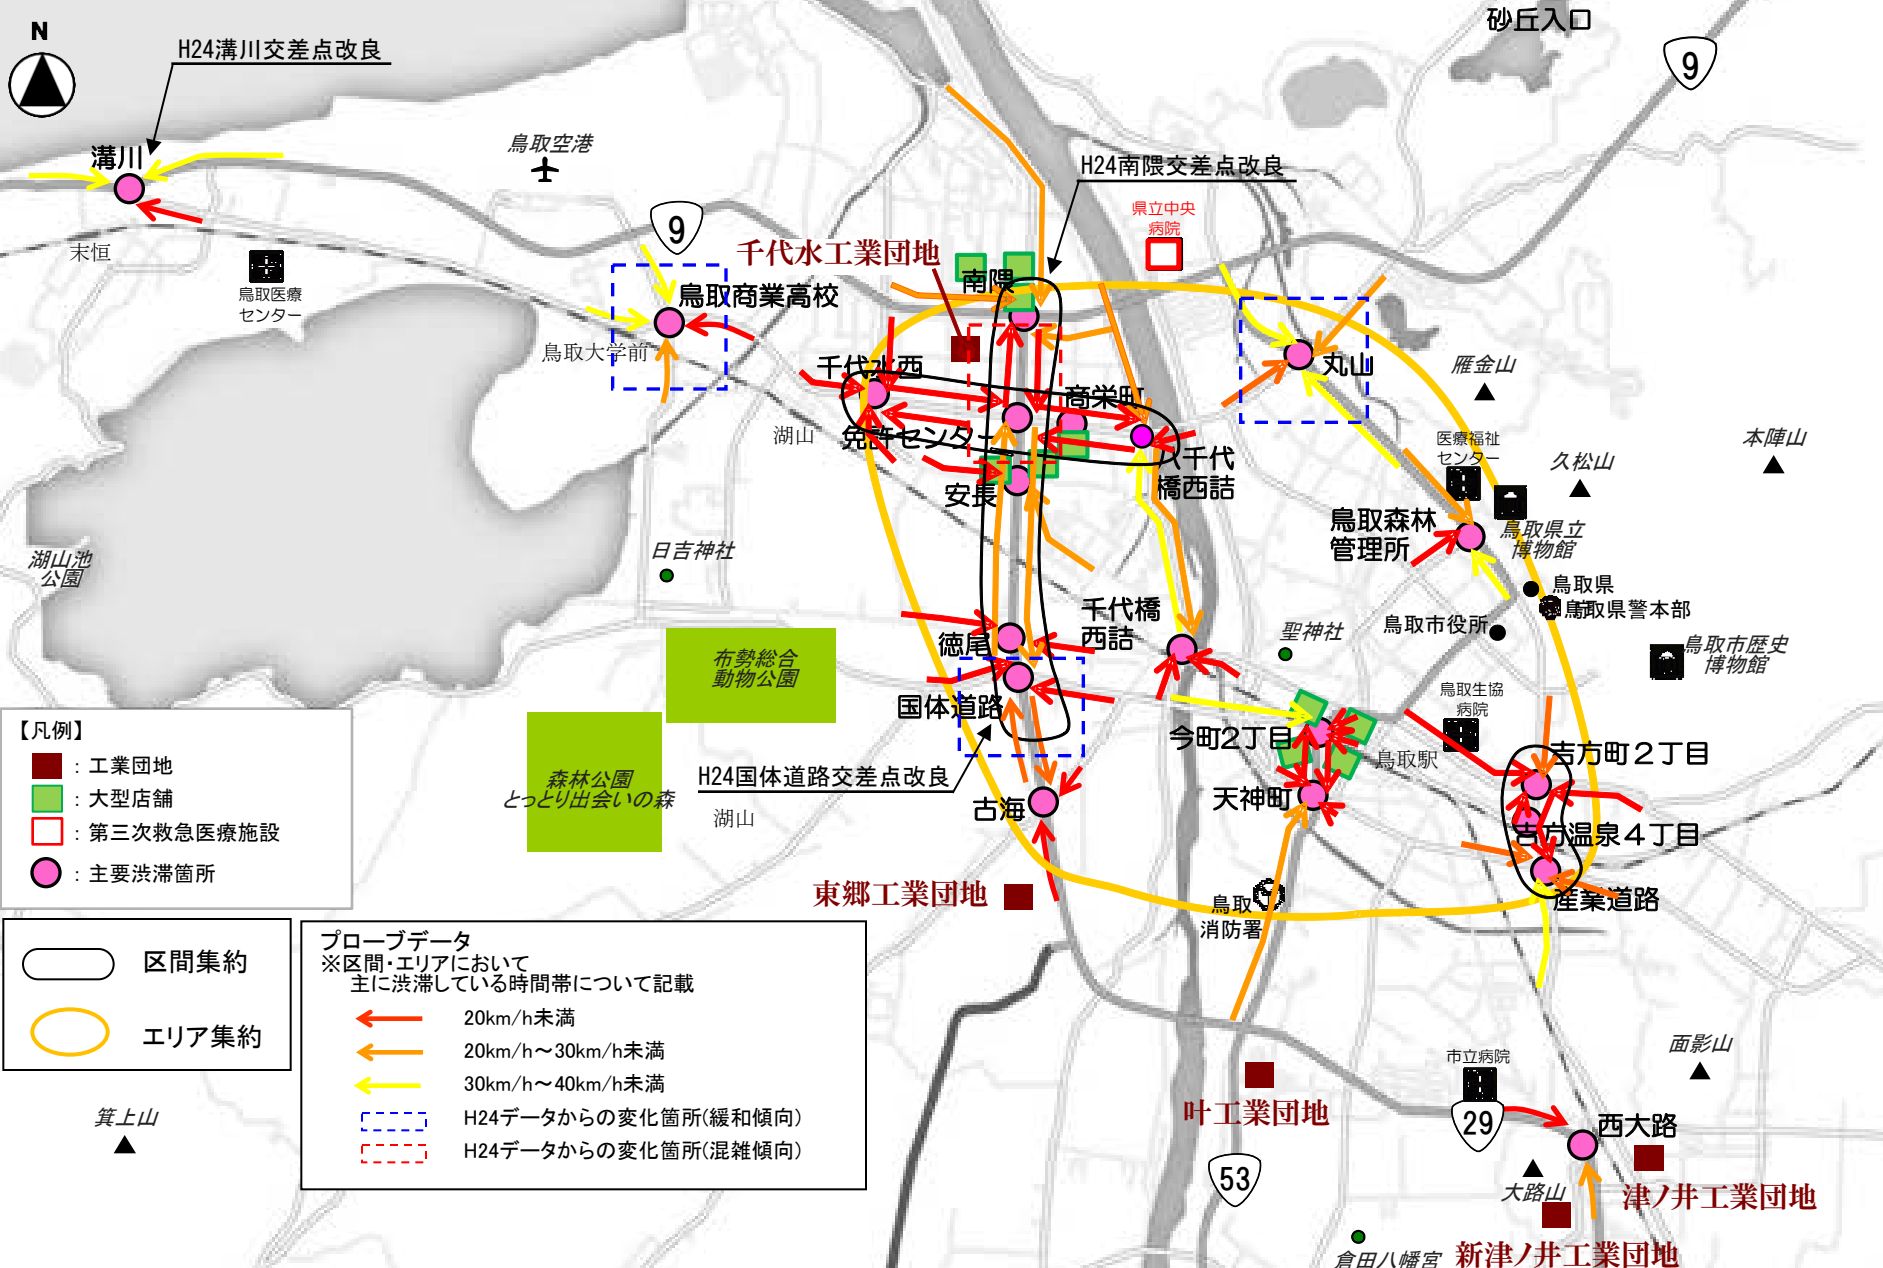 砂丘入口
N
H24溝川交差点改良
9
鳥取空港
溝川
H24南隈交差点改良
県立中央
病院
9
末恒
千代水工業団地
南隈
鳥取医療
センター
鳥取商業高校
鳥取大学前
千代水西
丸山
雁金山
商栄町
湖山
免許センター
医療福祉
センター
本陣山
久松山
八千代
橋西詰
安長
鳥取森林
管理所
鳥取県立
博物館
湖山池
公園
日吉神社
鳥取県
鳥取県警本部
千代橋
西詰
聖神社
鳥取市役所
徳尾
鳥取市歴史
博物館
布勢総合
動物公園
国体道路
鳥取生協
病院
今町2丁目
鳥取駅
吉方町2丁目
【凡例】
:工業団地
:大型店舗
:第三次救急医療施設
:主要渋滞箇所
森林公園
とっとり出会いの森
H24国体道路交差点改良
湖山
古海
天神町
吉方温泉4丁目
東郷工業団地
鳥取
消防署
産業道路
区間集約
エリア集約
プローブデータ
※区間・エリアにおいて
主に渋滞している時間帯について記載
20km/h未満
20km/h～30km/h未満
30km/h～40km/h未満
H24データからの変化箇所(緩和傾向)
H24データからの変化箇所(混雑傾向)
面影山
市立病院
箕上山
叶工業団地
29
西大路
53
大路山
津ノ井工業団地
倉田八幡宮
新津ノ井工業団地